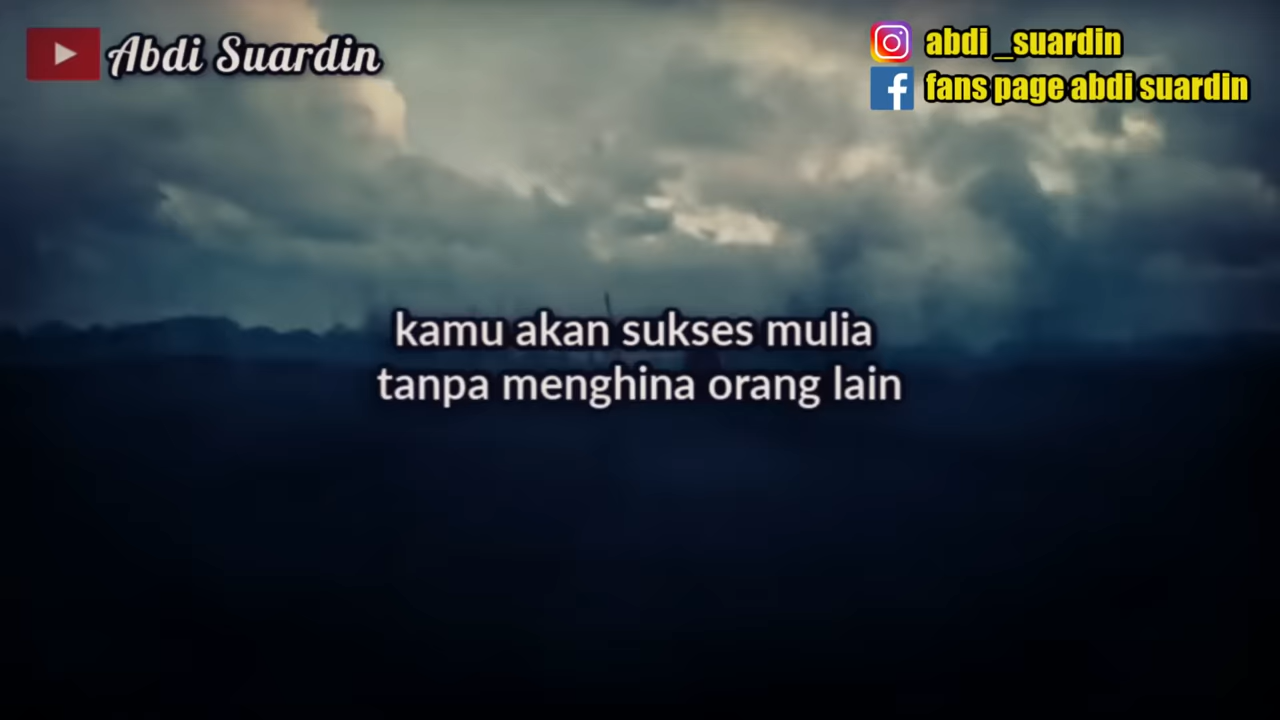 Abdi Suardin
abdi_suardin
fans page abdi suardin
kamu akan sukses mulia
tanpa menghina orang lain